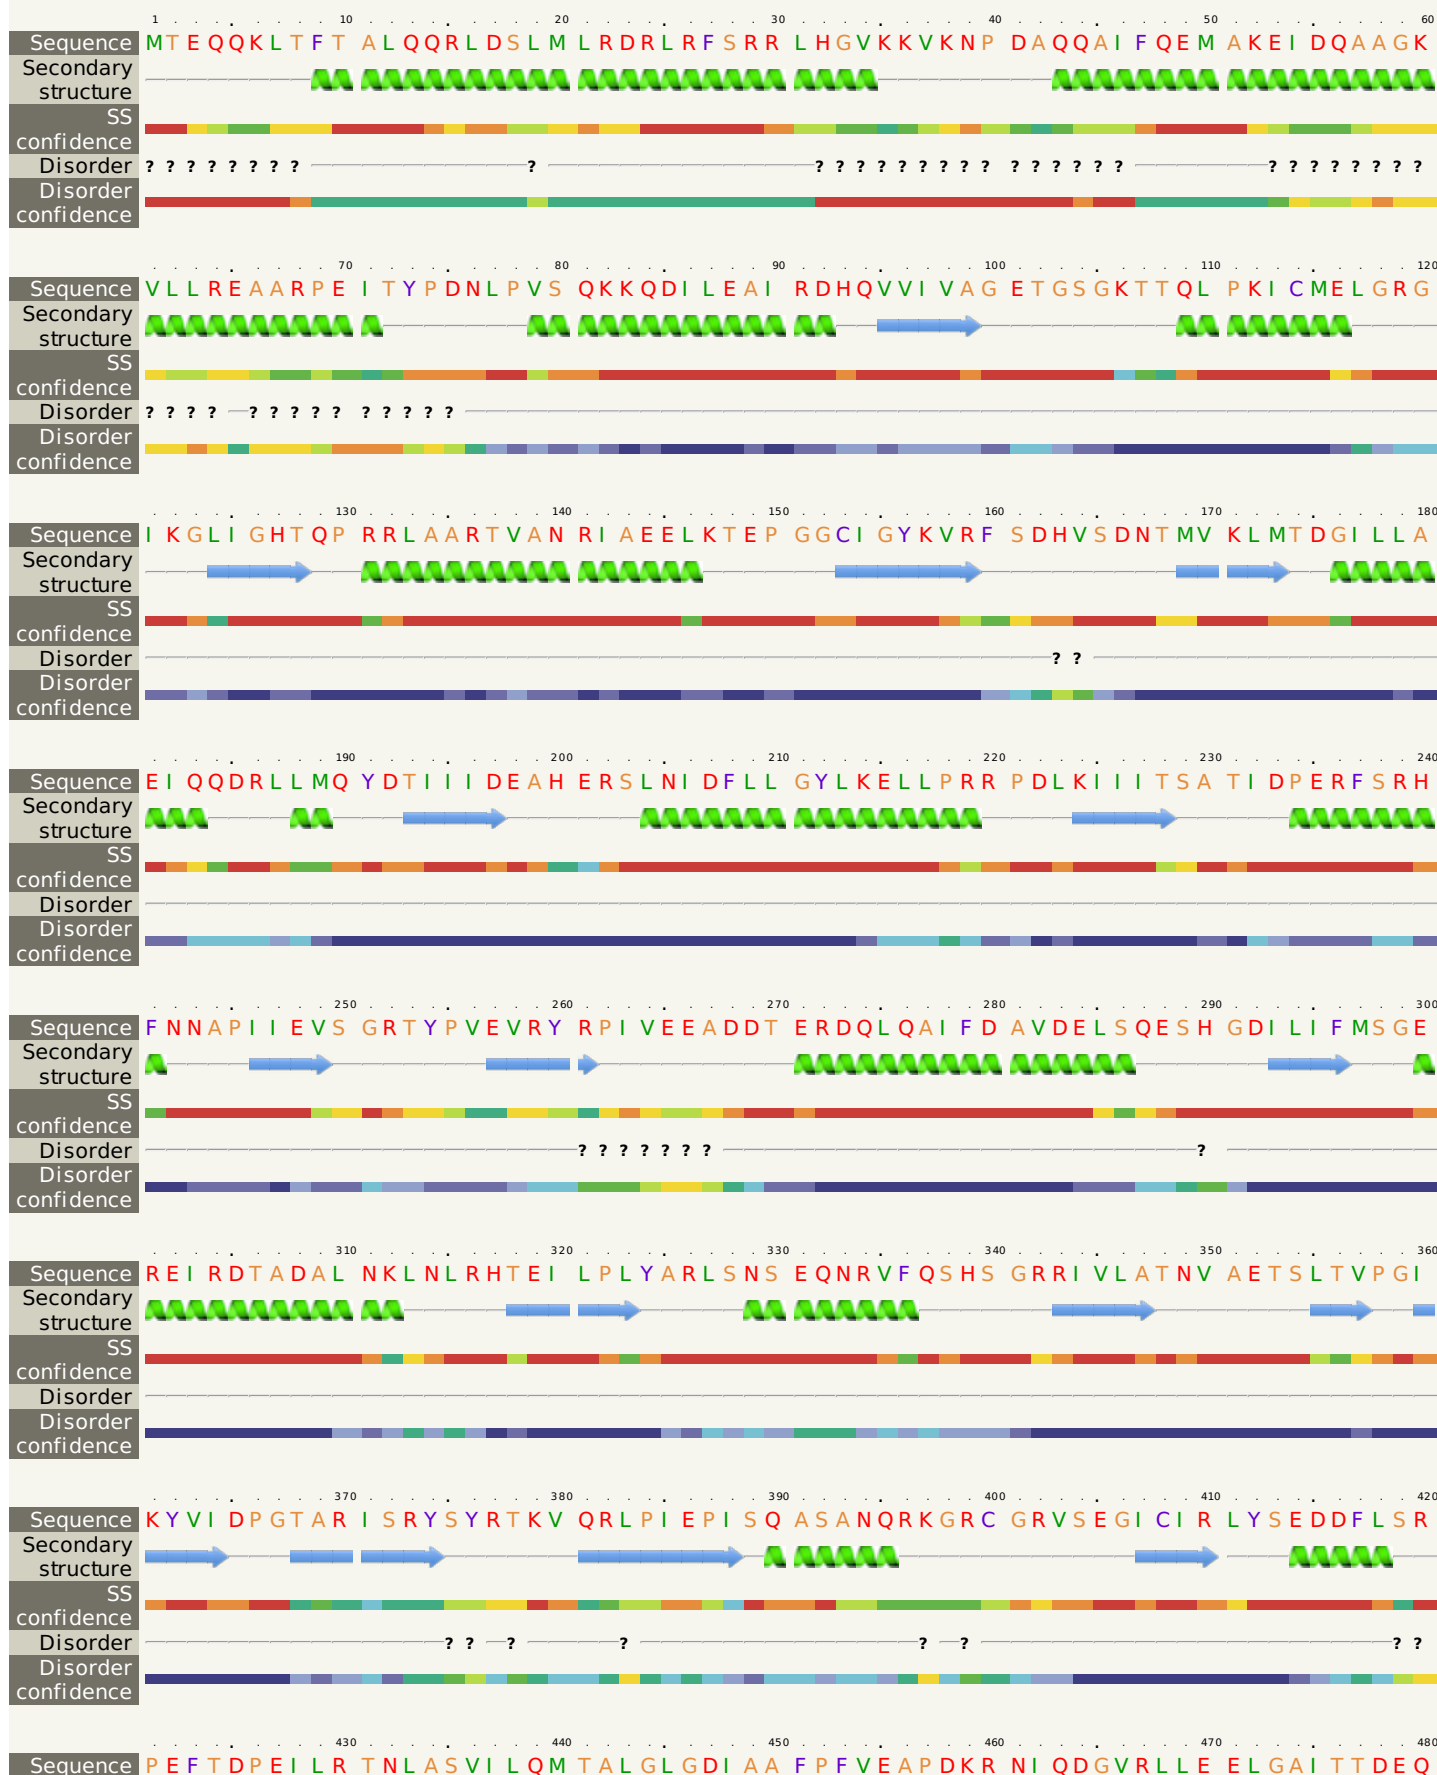 1 . . . . 10 . . . . 20 . . . . 30 . . . . 40 . . . . 50 . . . . 60
Sequence MTEQQKLTFT ALQQRLDSLM LRDRLRFSRR LHGVKKVKNP DAQQAIFQEM AKEIDQAAGK
Secondary
structure
SS
confidence
Disorder ? ? ? ? ? ? ? ? ? ? ? ? ? ? ? ? ? ? ? ? ? ? ? ? ? ? ? ? ? ? ? ?
Disorder
confidence
70 80 90 100 110 120
Sequence VLLREAARPE ITYPDNLPVS QKKQDILEAI RDHQVVIVAG ETGSGKTTQL PKICMELGRG
Secondary
structure
SS
confidence
Disorder ? ? ? ? ? ? ? ? ? ? ? ? ? ?
Disorder
confidence
130 140 150 160 170 180
Sequence IKGLIGHTQP RRLAARTVAN RIAEELKTEP GGCIGYKVRF SDHVSDNTMV KLMTDGILLA
Secondary
structure
SS
confidence
Disorder ? ?
Disorder
confidence
190 200 210 220 230 240
Sequence EIQQDRLLMQ YDTIIIDEAH ERSLNIDFLL GYLKELLPRR PDLKIIITSA TIDPERFSRH
Secondary
structure
SS
confidence
Disorder
Disorder
confidence
250 260 270 280 290 300
Sequence FNNAPIIEVS GRTYPVEVRY RPIVEEADDT ERDQLQAIFD AVDELSQESH GDILIFMSGE
Secondary
structure
SS
confidence
Disorder ? ? ? ? ? ? ? ?
Disorder
confidence
310 320 330 340 350 360
Sequence REIRDTADAL NKLNLRHTEI LPLYARLSNS EQNRVFQSHS GRRIVLATNV AETSLTVPGI
Secondary
structure
SS
confidence
Disorder
Disorder
confidence
370 380 390 400 410 420
Sequence KYVIDPGTAR ISRYSYRTKV QRLPIEPISQ ASANQRKGRC GRVSEGICIR LYSEDDFLSR
Secondary
structure
SS
confidence
Disorder ? ? ? ? ? ? ? ?
Disorder
confidence
430 440 450 460 470 480
Sequence PEFTDPEILR TNLASVILQM TALGLGDIAA FPFVEAPDKR NIQDGVRLLE ELGAITTDEQ